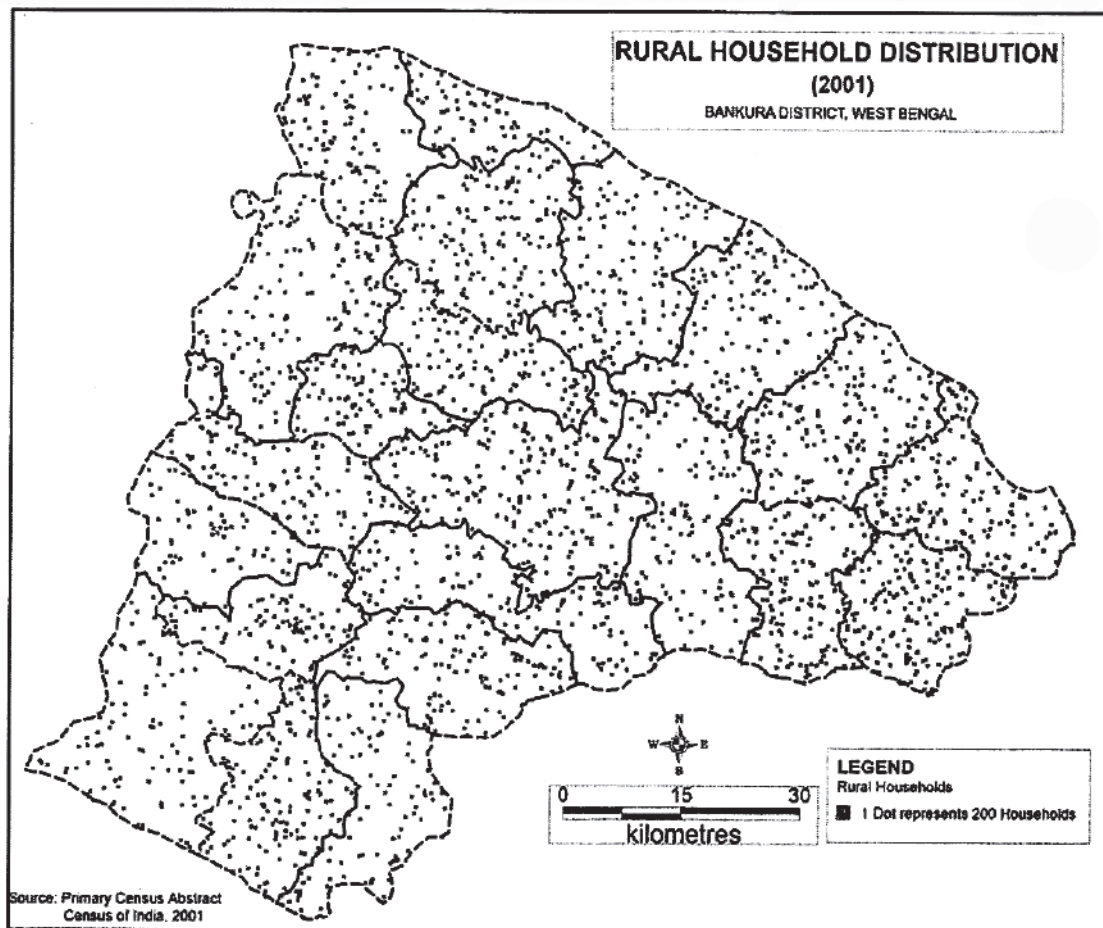 RURAL HOUSEHOLD DISTRIBUTION
(2001)
BANKURA DISTRICT, WEST BENGAL
N
W E
S
0 15 30
kilometres
LEGEND
Rural Households
1 Dot represents 200 Households
Source: Primary Census Abstract
Census of India, 2001